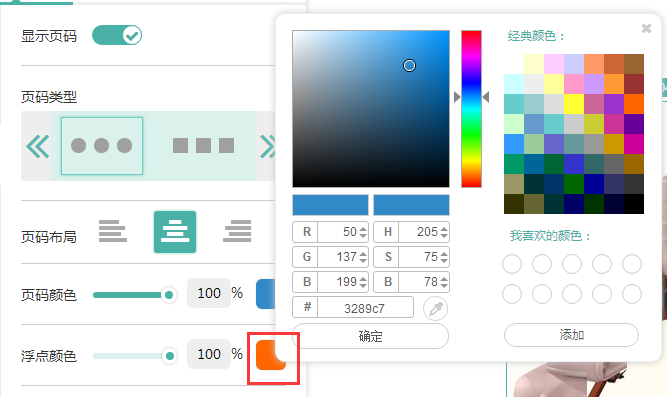 显示页码
页码类型
页码布局
页码颜色 100 %
浮点颜色 100 %
R 50 H 205
G 137 S 75
B 199 B 78
# 3289c7
确定
经典颜色：
我喜欢的颜色：
添加